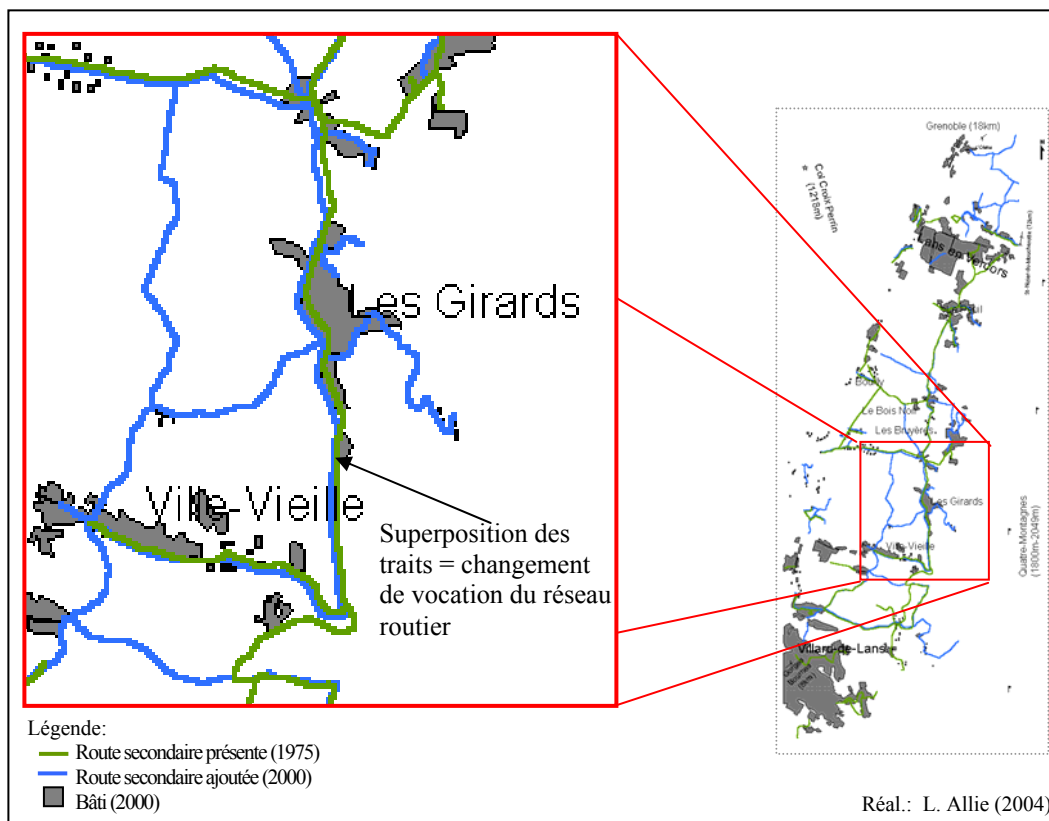 Les Girards
Ville-Vieille
Superposition des
traits = changement
de vocation du réseau
routier
Grenoble (18km)
Col Croix Perrin
(1218m)
Lans en Vercors
Bouilly
Le Bois Noir
Les Bruyères
Les Girards
Ville-Vieille
Quatre-Montagnes
(1800m-2049m)
Villard-de-Lans
Légende:
Route secondaire présente (1975)
Route secondaire ajoutée (2000)
Bâti (2000)
Réal.: L. Allie (2004)